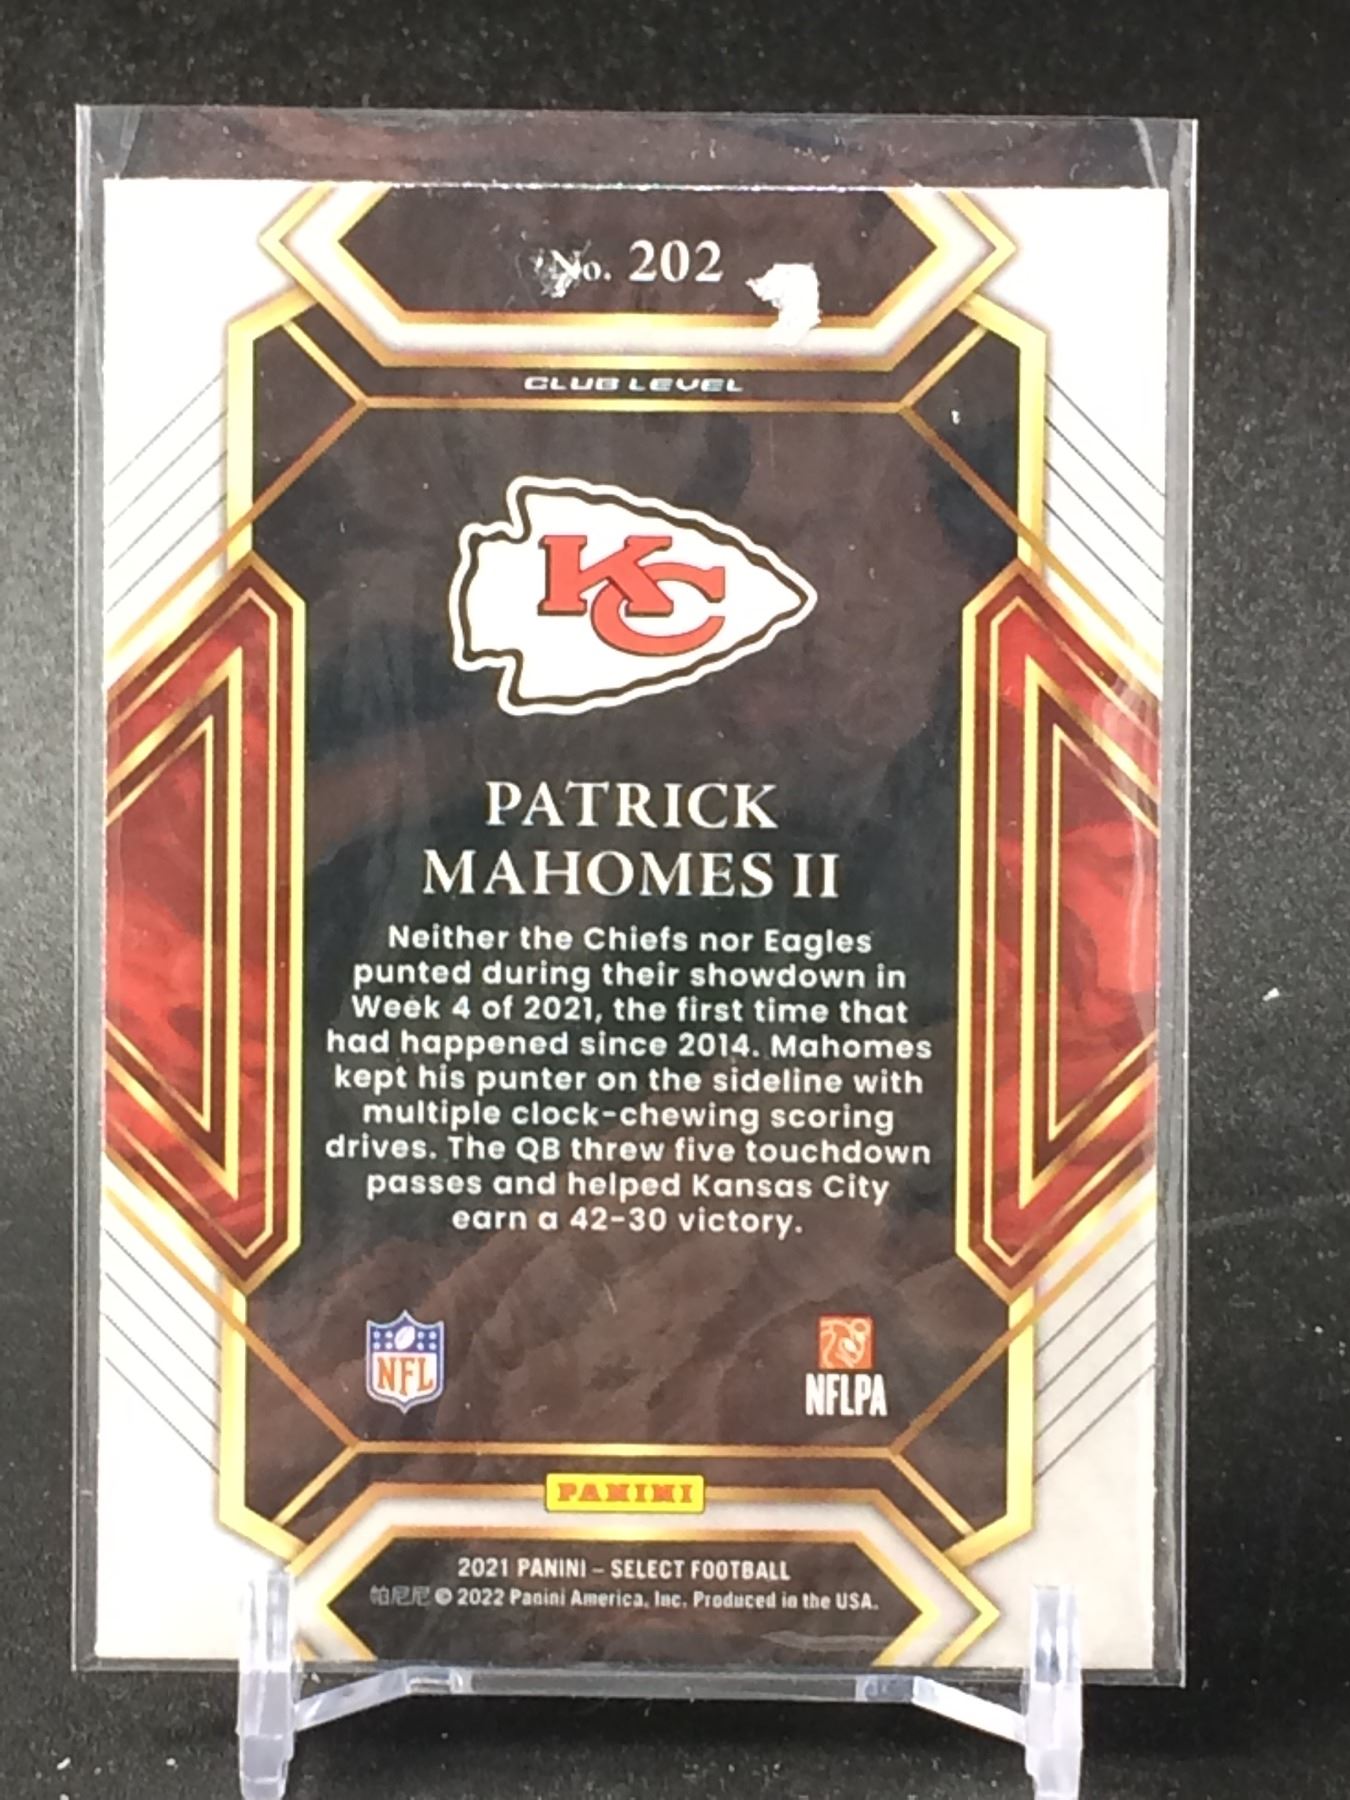 No. 202
CLUB LEVEL
KC
PATRICK
MAHOMES II
Neither the Chiefs nor Eagles
punted during their showdown in
Week 4 of 2021, the first time that
had happened since 2014. Mahomes
kept his punter on the sideline with
multiple clock-chewing scoring
drives. The QB threw five touchdown
passes and helped Kansas City
earn a 42-30 victory.
NFL
NFLPA
PANINI
2021 PANINI – SELECT FOOTBALL
帕尼尼 © 2022 Panini America, Inc. Produced in the USA.